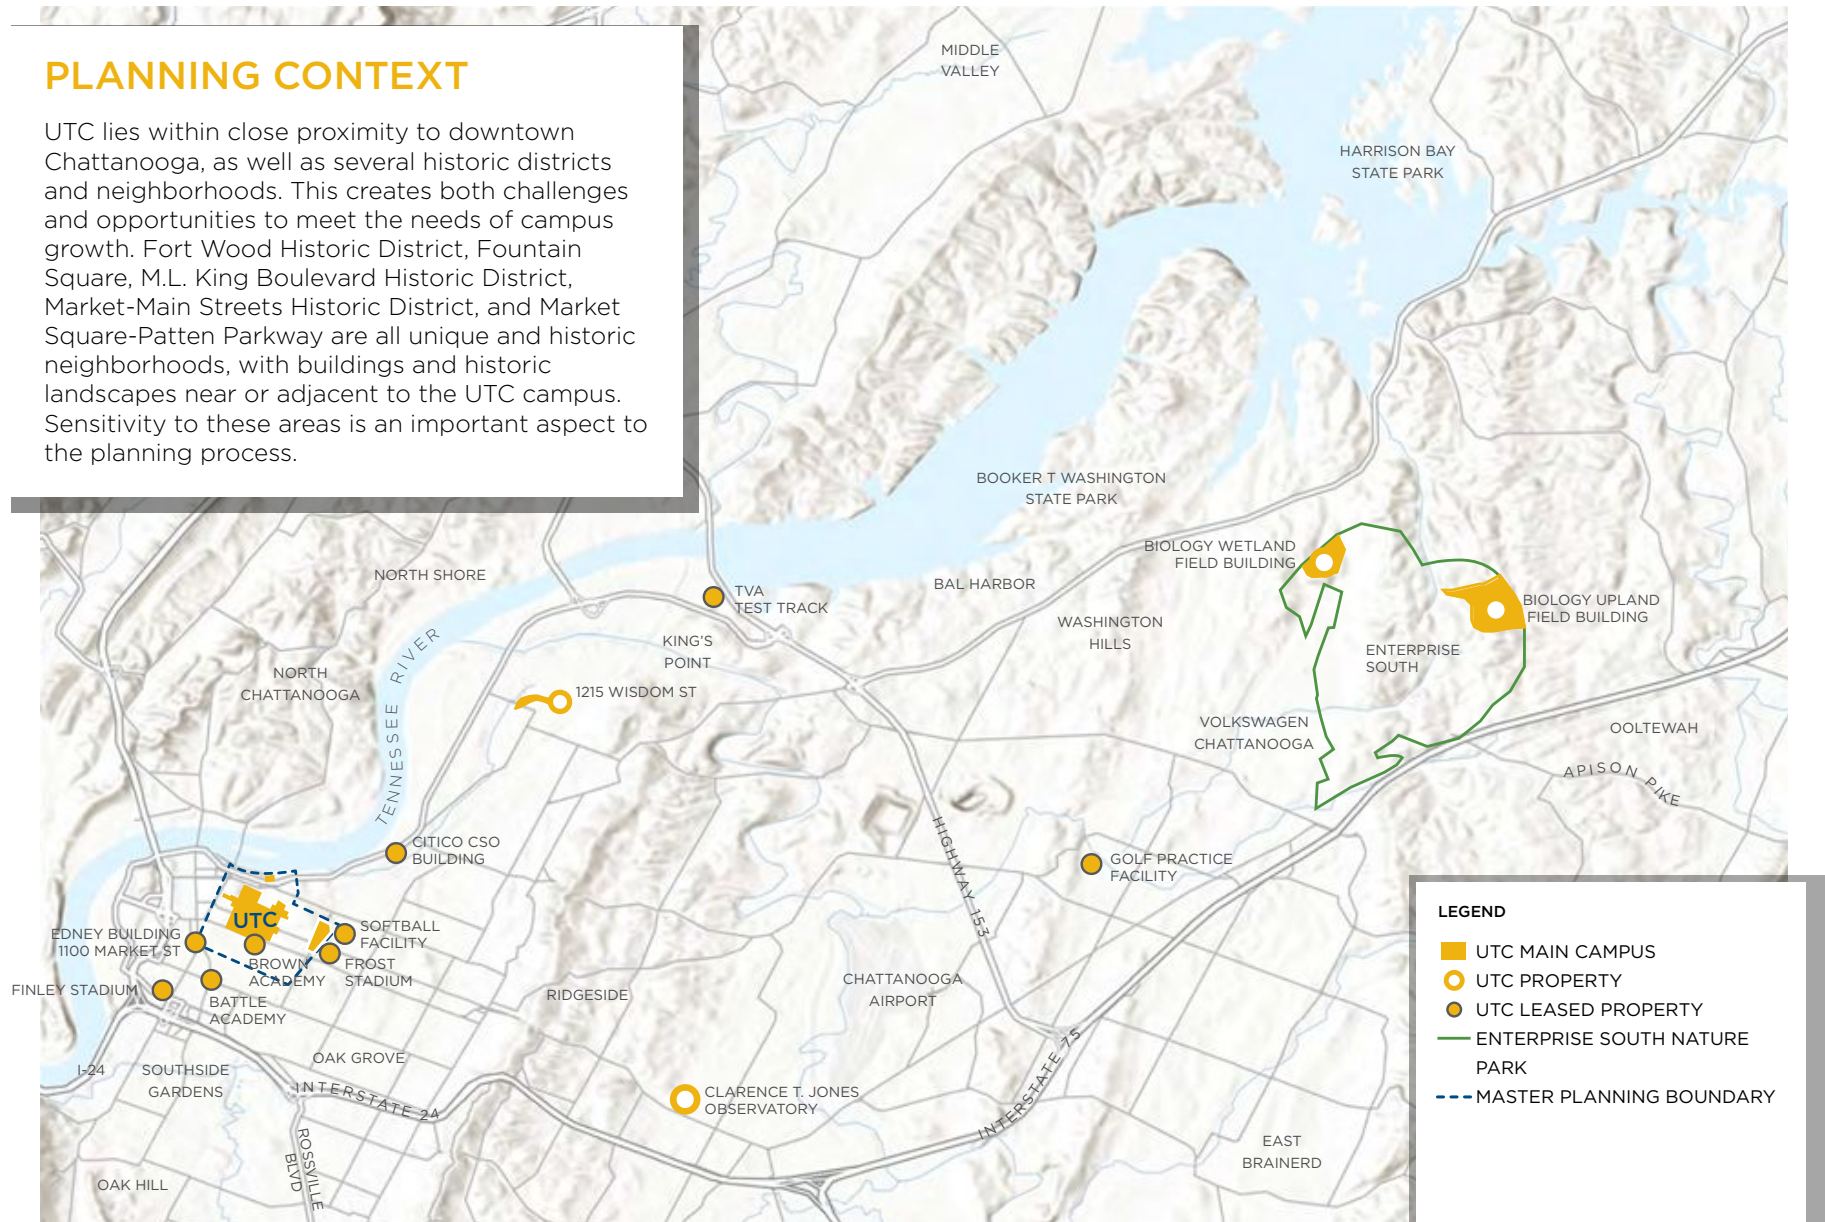 PLANNING CONTEXT
UTC lies within close proximity to downtown
Chattanooga, as well as several historic districts
and neighborhoods. This creates both challenges
and opportunities to meet the needs of campus
growth. Fort Wood Historic District, Fountain
Square, M.L. King Boulevard Historic District,
Market-Main Streets Historic District, and Market
Square-Patten Parkway are all unique and historic
neighborhoods, with buildings and historic
landscapes near or adjacent to the UTC campus.
Sensitivity to these areas is an important aspect to
the planning process.
MIDDLE
VALLEY
HARRISON BAY
STATE PARK
BOOKER T WASHINGTON
STATE PARK
BIOLOGY WETLAND
FIELD BUILDING
NORTH SHORE
TVA
TEST TRACK
BAL HARBOR
BIOLOGY UPLAND
FIELD BUILDING
WASHINGTON
HILLS
KING'S
POINT
ENTERPRISE
SOUTH
NORTH
CHATTANOOGA
TENNESSEE RIVER
1215 WISDOM ST
VOLKSWAGEN
CHATTANOOGA
OOLTEWAH
APISON PIKE
CITICO CSO
BUILDING
HIGHWAY 153
GOLF PRACTICE
FACILITY
UTC
EDNEY BUILDING
1100 MARKET ST
SOFTBALL
FACILITY
BROWN
ACADEMY
FROST
STADIUM
FINLEY STADIUM
BATTLE
ACADEMY
RIDGESIDE
CHATTANOOGA
AIRPORT
OAK GROVE
I-24
SOUTHSIDE
GARDENS
INTERSTATE 24
CLARENCE T. JONES
OBSERVATORY
INTERSTATE 75
ROSSVILLE
BLVD
OAK HILL
EAST
BRAINERD
LEGEND
UTC MAIN CAMPUS
UTC PROPERTY
UTC LEASED PROPERTY
ENTERPRISE SOUTH NATURE
PARK
MASTER PLANNING BOUNDARY